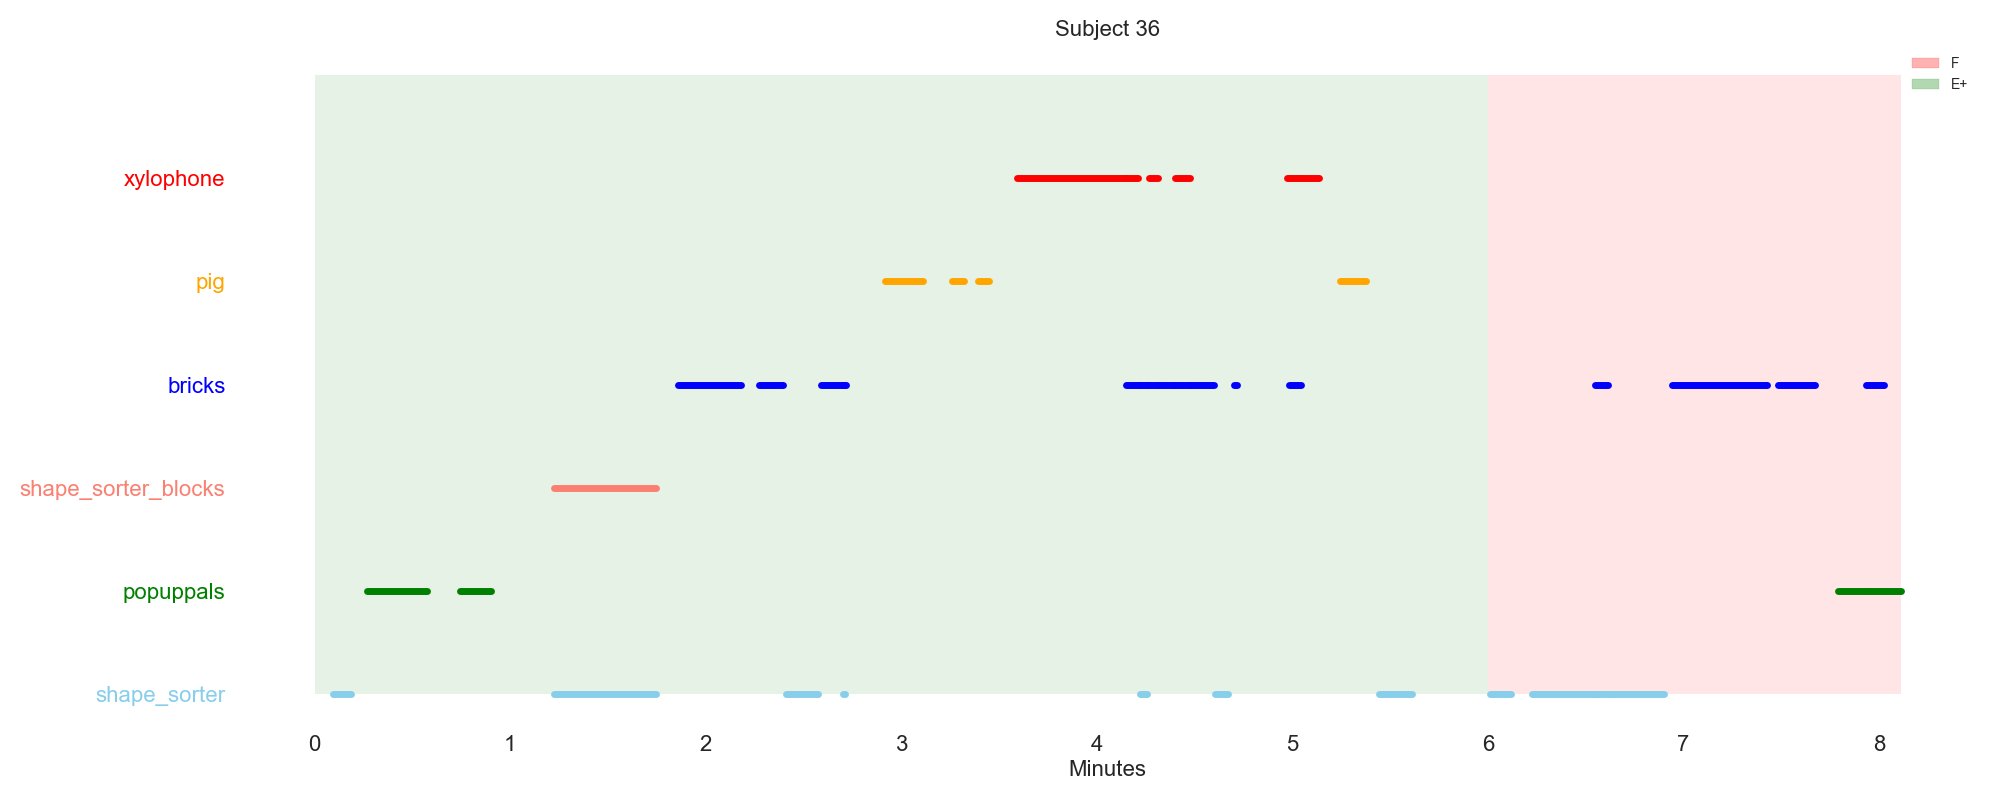 Subject 36
F
E+
xylophone
pig
bricks
shape_sorter_blocks
popuppals
shape_sorter
0 1 2 3 4 5 6 7 8
Minutes